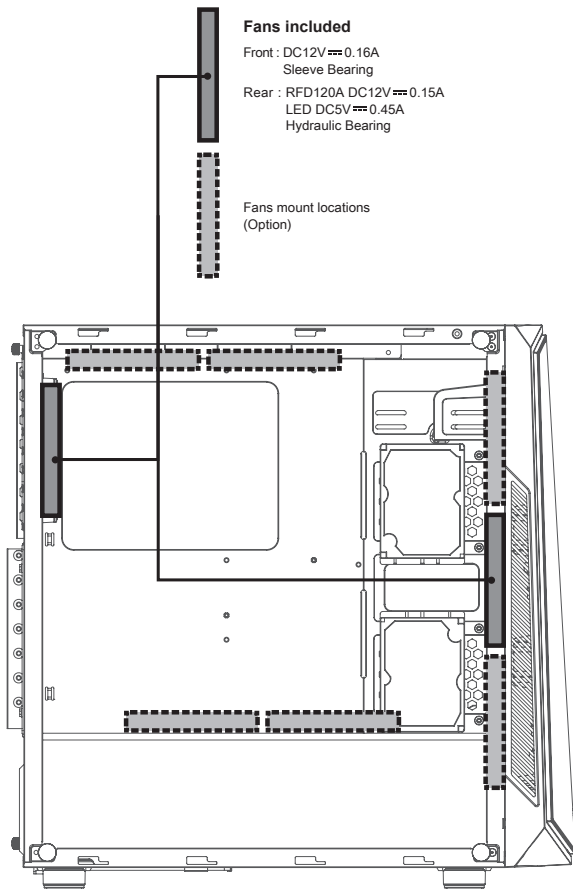 Fans included
Front : DC12V⎓0.16A
Sleeve Bearing
Rear : RFD120A DC12V⎓0.15A
LED DC5V⎓0.45A
Hydraulic Bearing
Fans mount locations
(Option)